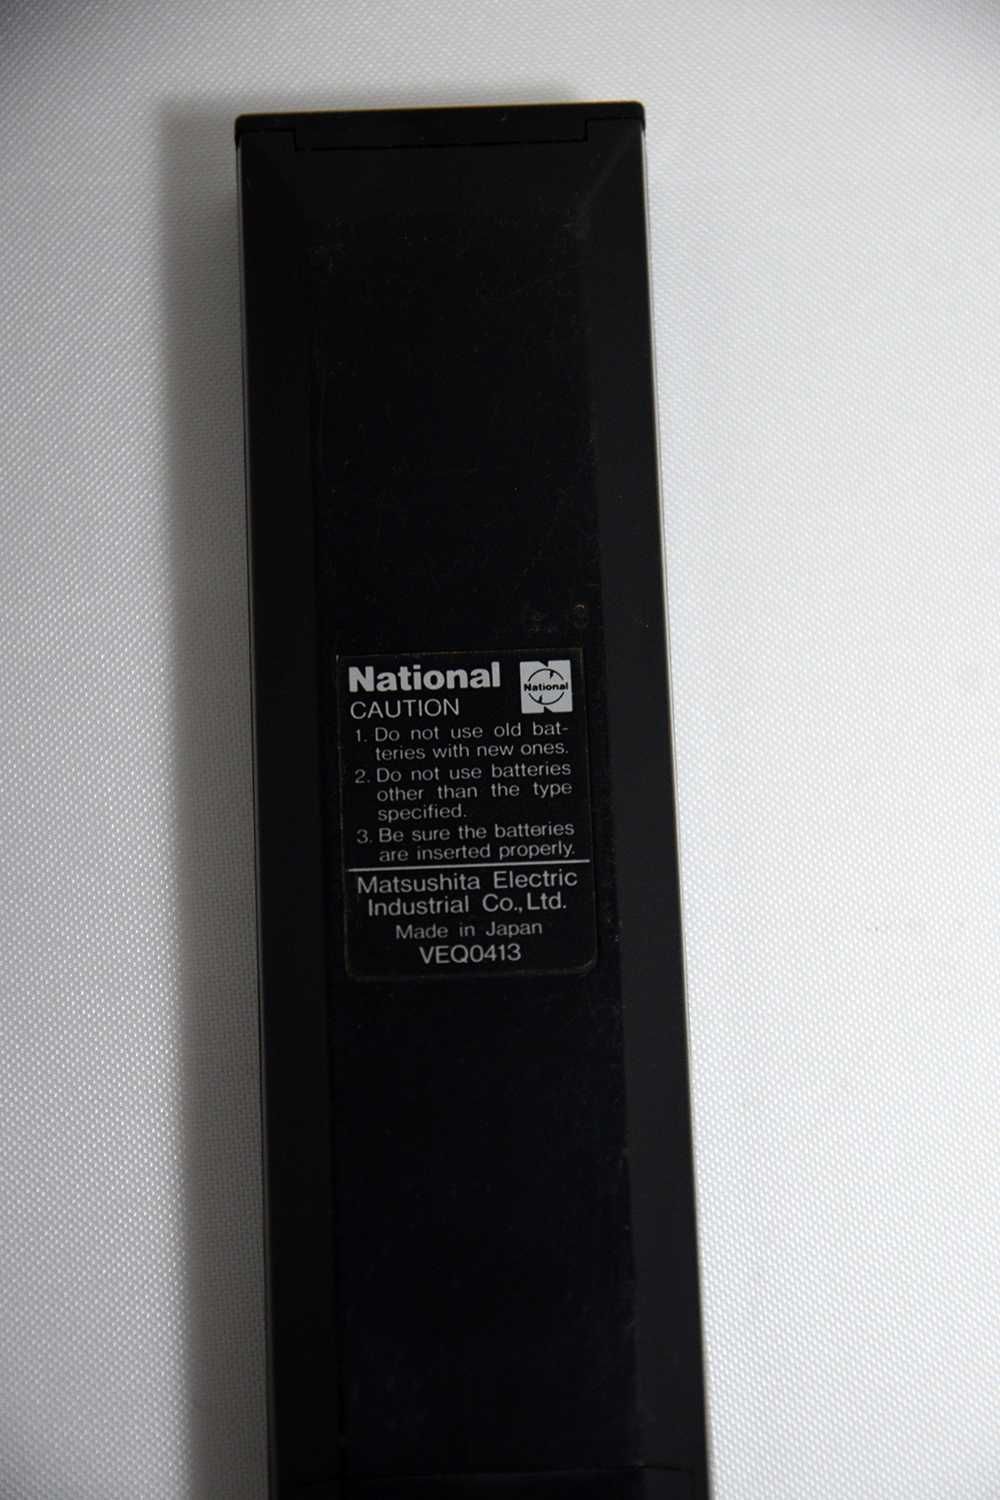 National
National
CAUTION
1. Do not use old bat-
teries with new ones.
2. Do not use batteries
other than the type
specified.
3. Be sure the batteries
are inserted properly.
Matsushita Electric
Industrial Co., Ltd.
Made in Japan
VEQ0413